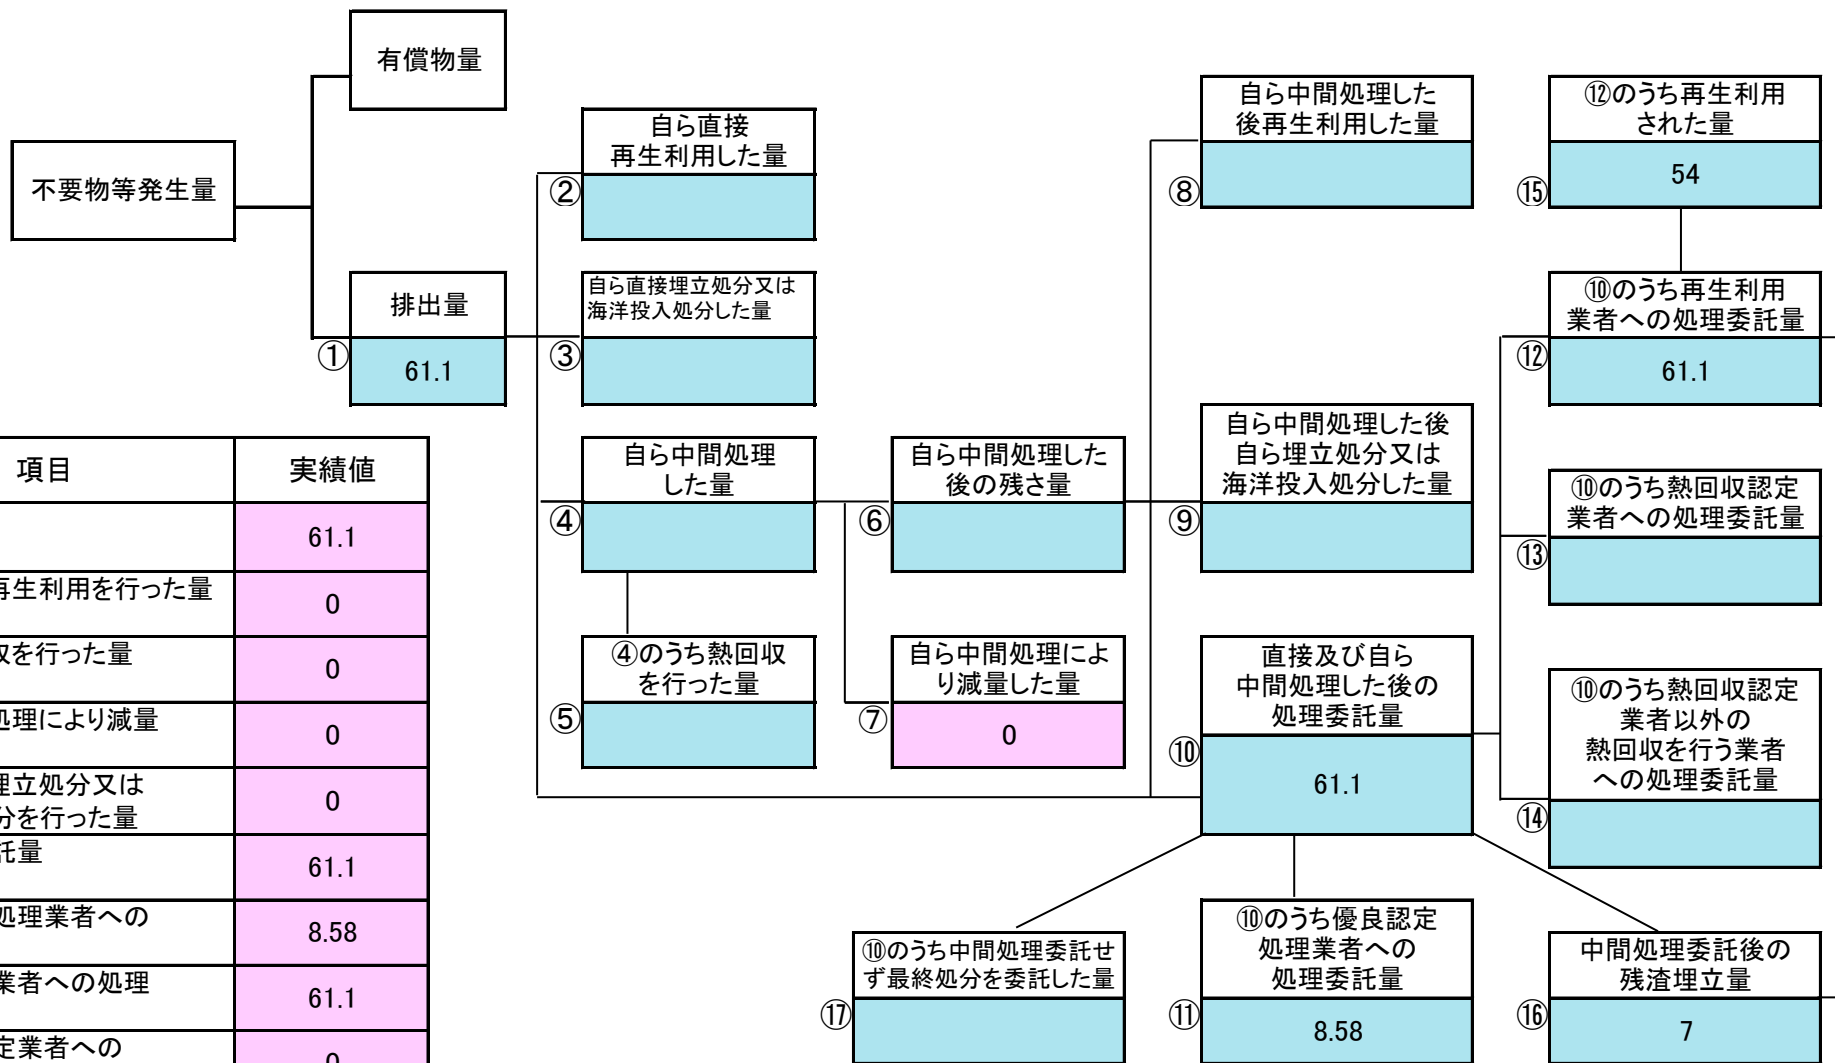 有償物量
不要物等発生量
排出量
①
61.1
自ら直接
再生利用した量
②
自ら直接埋立処分又は
海洋投入処分した量
③
自ら中間処理
した量
④
④のうち熱回収
を行った量
⑤
自ら中間処理した
後の残さ量
⑥
自ら中間処理によ
り減量した量
⑦
0
自ら中間処理した
後再生利用した量
⑧
自ら中間処理した後
自ら埋立処分又は
海洋投入処分した量
⑨
直接及び自ら
中間処理した後の
処理委託量
⑩
61.1
⑫のうち再生利用
された量
⑮
54
⑩のうち再生利用
業者への処理委託量
⑫
61.1
⑩のうち熱回収認定
業者への処理委託量
⑬
⑩のうち熱回収認定
業者以外の
熱回収を行う業者
への処理委託量
⑭
⑩のうち中間処理委託せ
ず最終処分を委託した量
⑰
⑩のうち優良認定
処理業者への
処理委託量
⑪
8.58
中間処理委託後の
残渣埋立量
⑯
7
項目 実績値
61.1
再生利用を行った量
0
を行った量
0
処理により減量
0
埋立処分又は
分を行った量
0
託量
61.1
処理業者への
8.58
業者への処理
61.1
定業者への
0